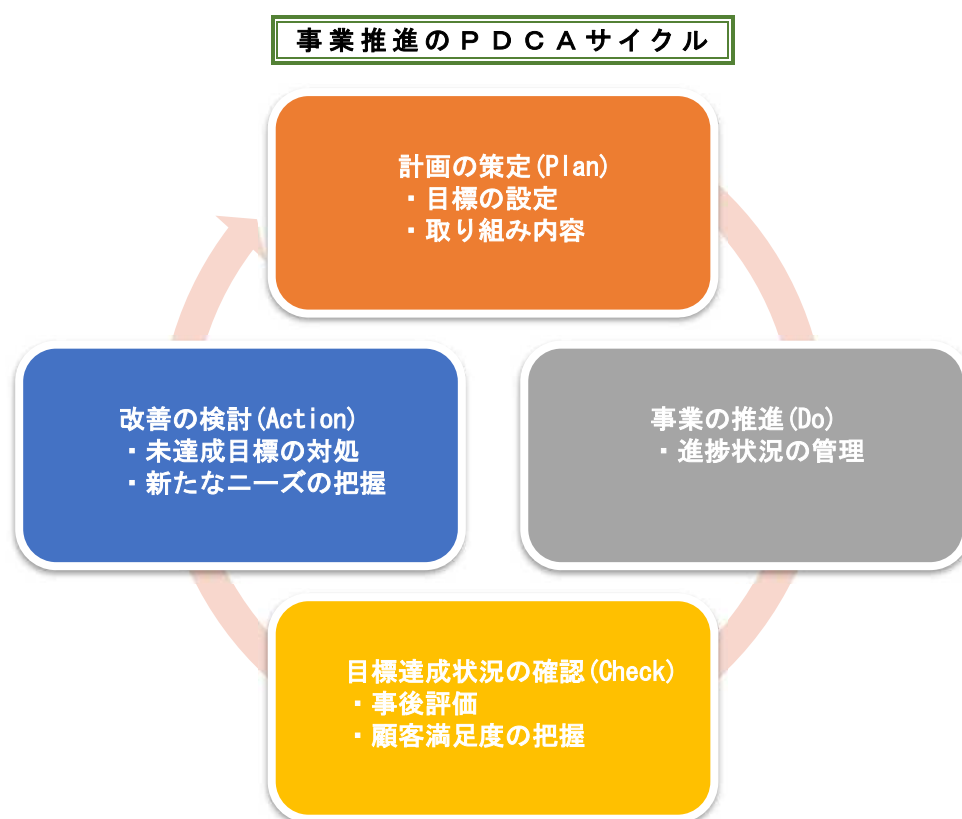 事業推進のＰＤＣＡサイクル
計画の策定(Plan)
・目標の設定
・取り組み内容
事業の推進(Do)
・進捗状況の管理
目標達成状況の確認(Check)
・事後評価
・顧客満足度の把握
改善の検討(Action)
・未達成目標の対処
・新たなニーズの把握